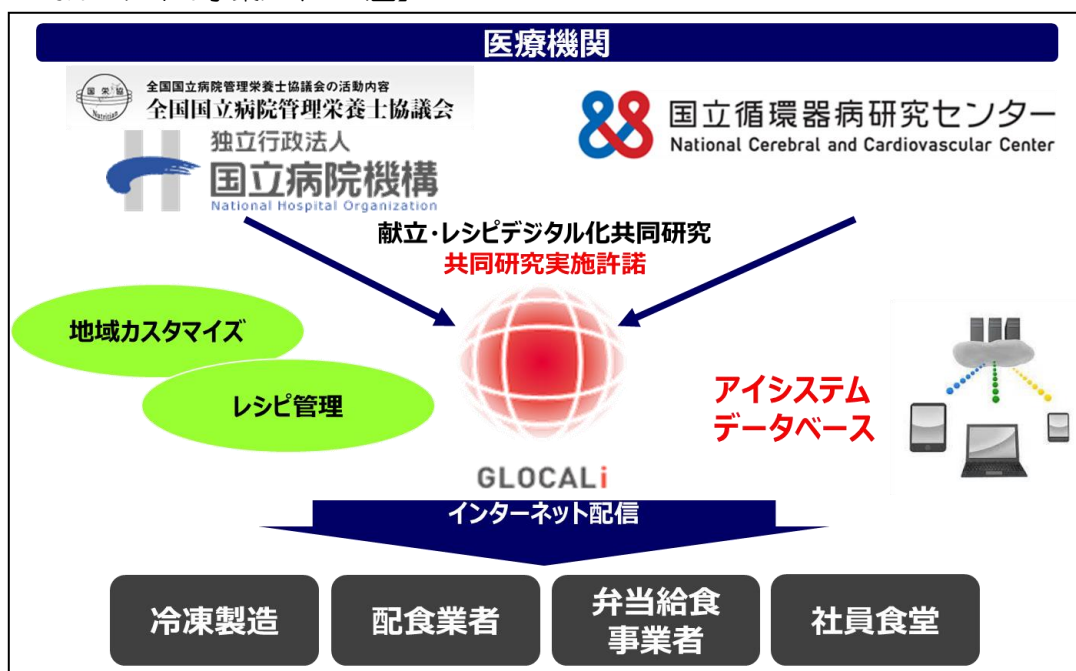 医療機関
国栄協
Nutrician
全国国立病院管理栄養士協議会の活動内容
全国国立病院管理栄養士協議会
独立行政法人
国立病院機構
National Hospital Organization
国立循環器病研究センター
National Cerebral and Cardiovascular Center
献立・レシピデジタル化共同研究
共同研究実施許諾
地域カスタマイズ
レシピ管理
アイシステム
データベース
GLOCALi
インターネット配信
冷凍製造
配食業者
弁当給食
事業者
社員食堂